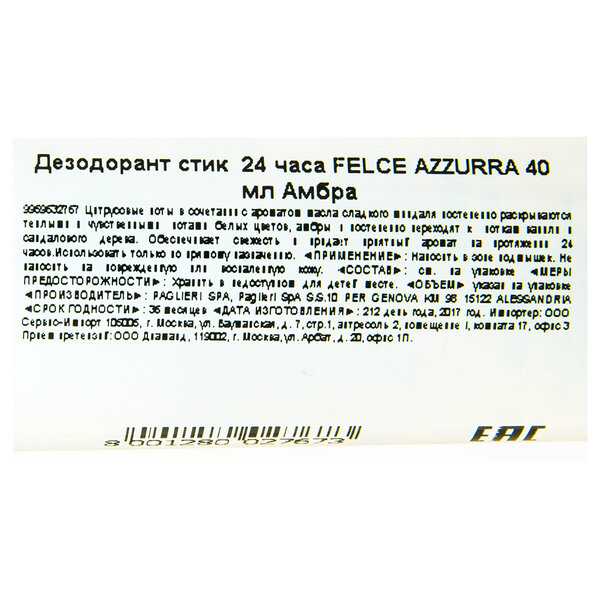 Дезодорант стик 24 часа FELCE AZZURRA 40
мл Амбра
9969632767 Цитрусовые ноты в сочетании с ароматом масла сладкого миндаля постепенно раскрываются
теплыми и чувственными нотами белых цветов, амбры и постепенно переходят к ноткам ванили и
сандалового дерева. Обеспечивает свежесть и придает приятный аромат на протяжении 24
часов.Использовать только по прямому назначению. <ПРИМЕНЕНИЕ>: Наносить в зоне подмышек. Не
наносить на поврежденную или воспаленную кожу. <СОСТАВ>: см. на упаковке <МЕРЫ
ПРЕДОСТОРОЖНОСТИ>: Хранить в недоступном для детей месте. <ОБЪЕМ> указан на упаковке
<ПРОИЗВОДИТЕЛЬ>: PAGLIERI SPA, Paglieri SpA S.S.10 PER GENOVA KM 98 15122 ALESSANDRIA
<СРОК ГОДНОСТИ>: 36 месяцев <ДАТА ИЗГОТОВЛЕНИЯ>: 212 день года, 2017 год. Импортер: ООО
Сервис-Импорт 105005, г. Москва, ул. Бауманская, д. 7, стр.1, антресоль 2, помещение I, комната 17, офис 3
Прием претензий: ООО Диаманд, 119002, г. Москва, ул. Арбат, д. 20, офис 1П.
8 001280 027673
EAC